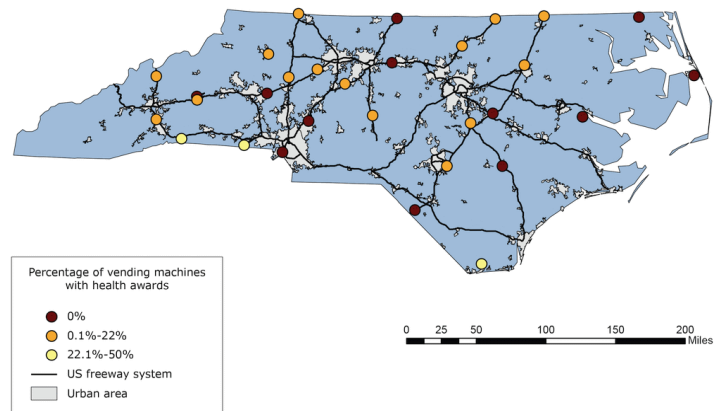 Percentage of vending machines
with health awards
0%
0.1%-22%
22.1%-50%
US freeway system
Urban area
0 25 50 100 150 200
Miles